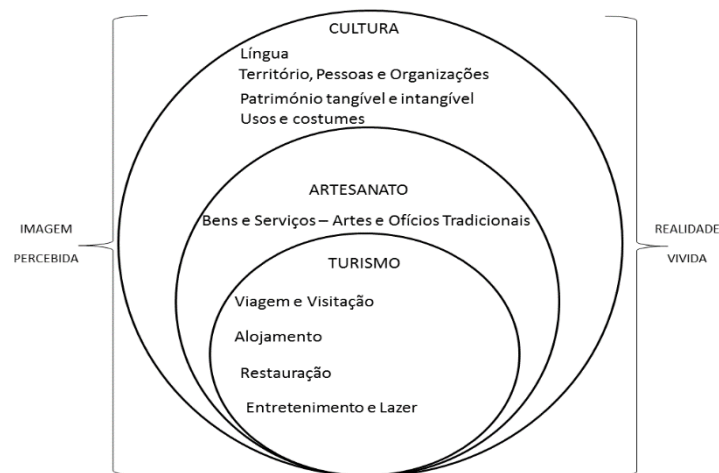 CULTURA
Língua
Território, Pessoas e Organizações
Património tangível e intangível
Usos e costumes
ARTESANATO
Bens e Serviços – Artes e Ofícios Tradicionais
IMAGEM
PERCEBIDA
REALIDADE
VIVIDA
TURISMO
Viagem e Visitação
Alojamento
Restauração
Entretenimento e Lazer